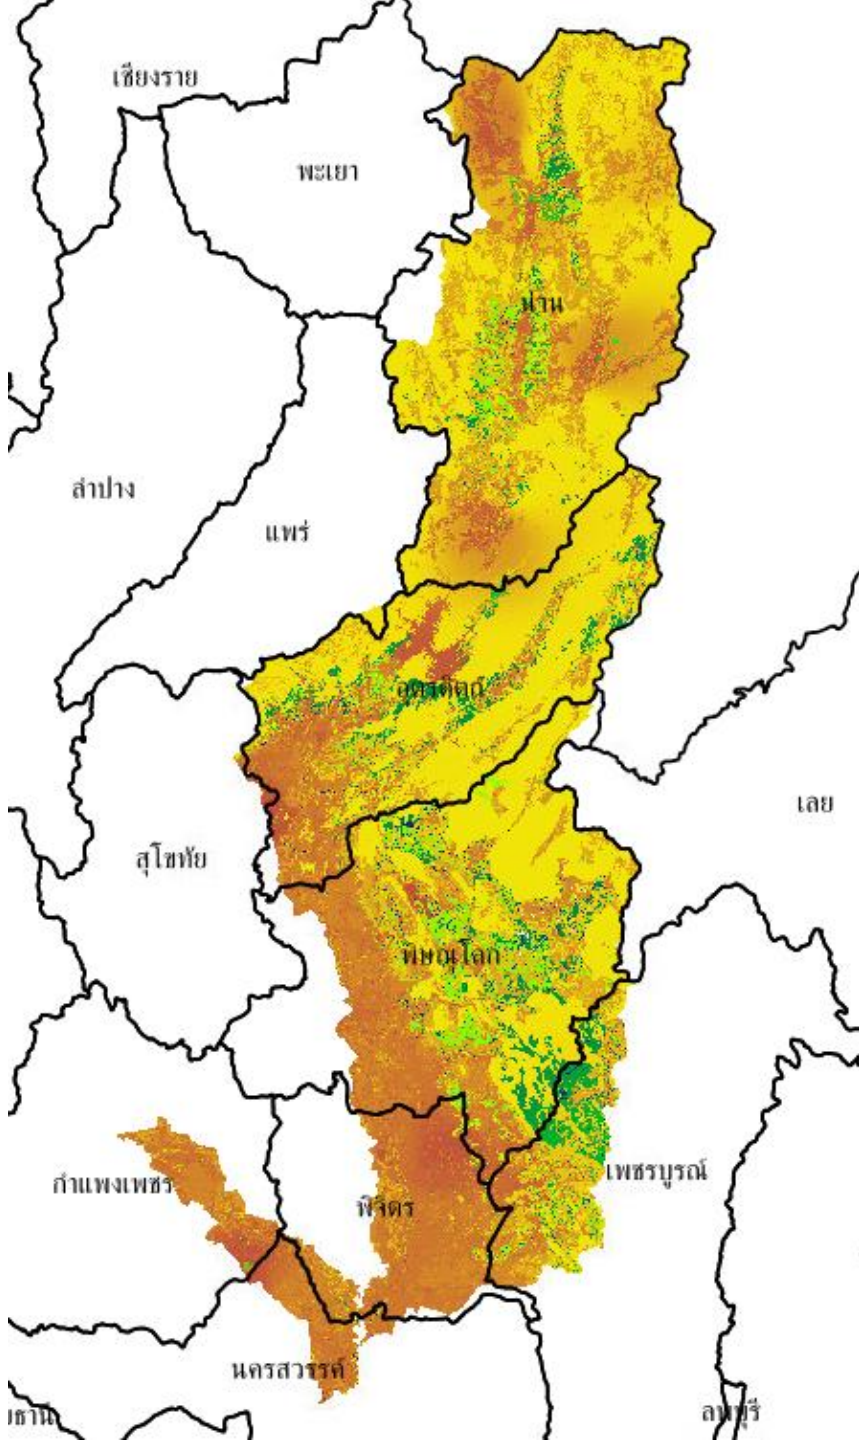 เชียงราย
พะเยา
น่าน
ลำปาง
แพร่
อุตรดิตถ์
เลย
สุโขทัย
พิษณุโลก
เพชรบูรณ์
กำแพงเพชร
พิจิตร
นครสวรรค์
ลพบุรี